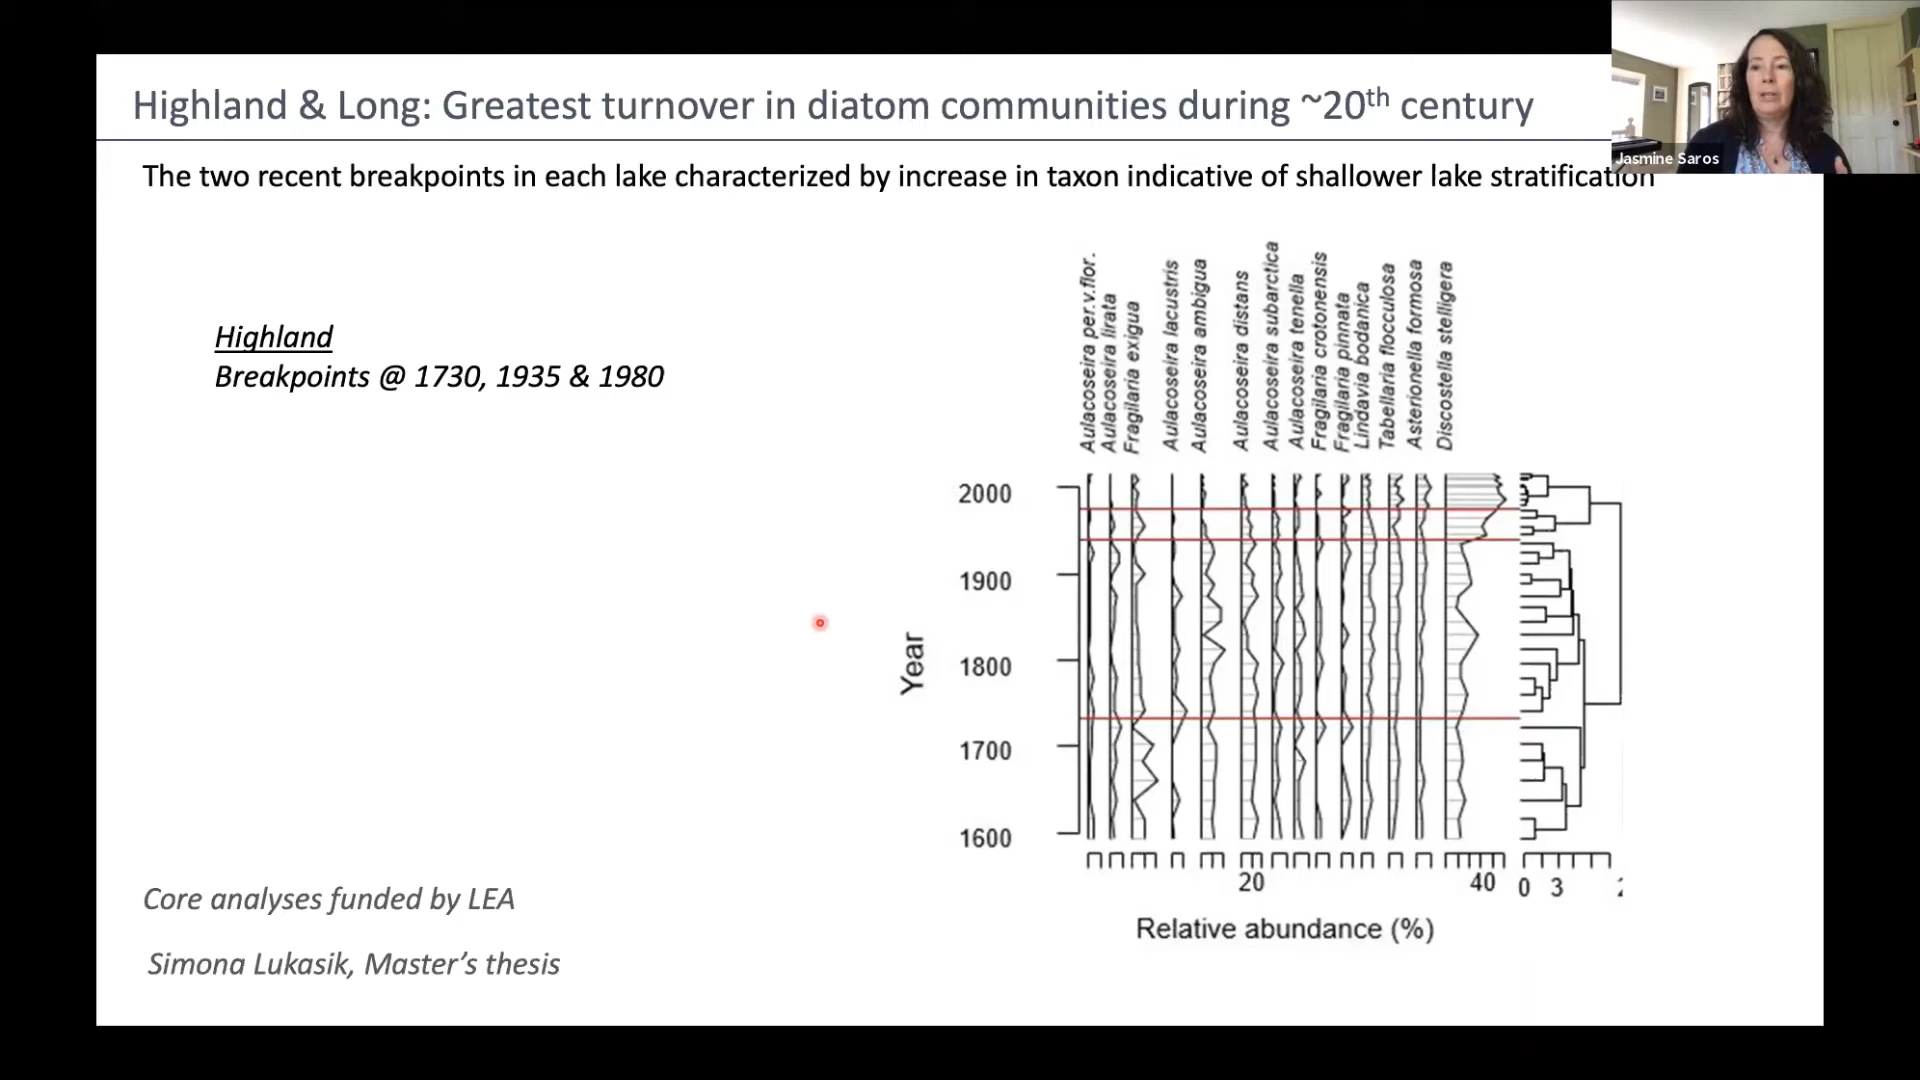 Highland & Long: Greatest turnover in diatom communities during ~20th century
Jasmine Saros
The two recent breakpoints in each lake characterized by increase in taxon indicative of shallower lake stratification
Highland
Breakpoints @ 1730, 1935 & 1980
Aulacoseira per.v.flor.
Aulacoseira lirata
Fragilaria exigua
Aulacoseira lacustris
Aulacoseira ambigua
Aulacoseira distans
Aulacoseira subarctica
Aulacoseira tenella
Fragilaria crotonensis
Fragilaria pinnata
Lindavia bodanica
Tabellaria flocculosa
Asterionella formosa
Discostella stelligera
2000
1900
1800
1700
1600
Year
20 40 0 3
Relative abundance (%)
Core analyses funded by LEA
Simona Lukasik, Master’s thesis